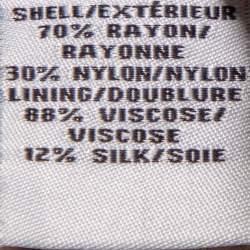 SHELL/EXTÉRIEUR
70% RAYON/
RAYONNE
30% NYLON/NYLON
LINING/DOUBLURE
88% VISCOSE/
VISCOSE
12% SILK/SOIE